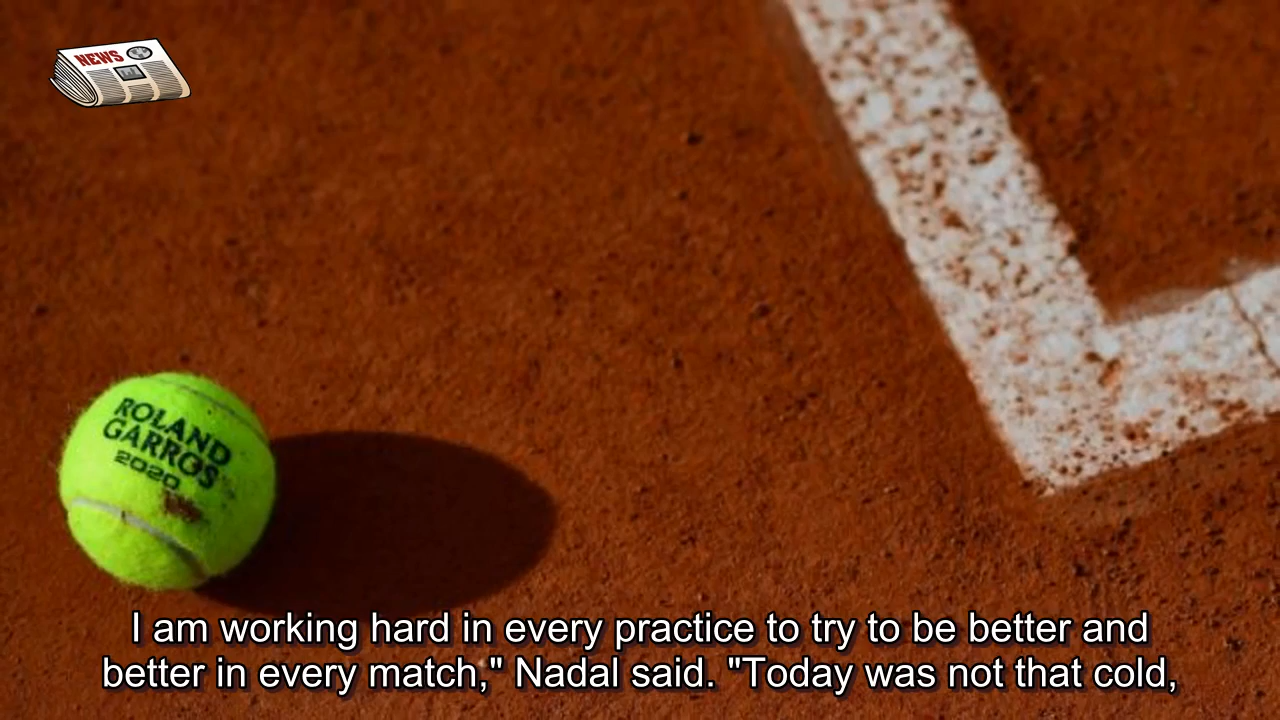 NEWS
ROLAND
GARROS
2020
I am working hard in every practice to try to be better and
better in every match," Nadal said. "Today was not that cold,